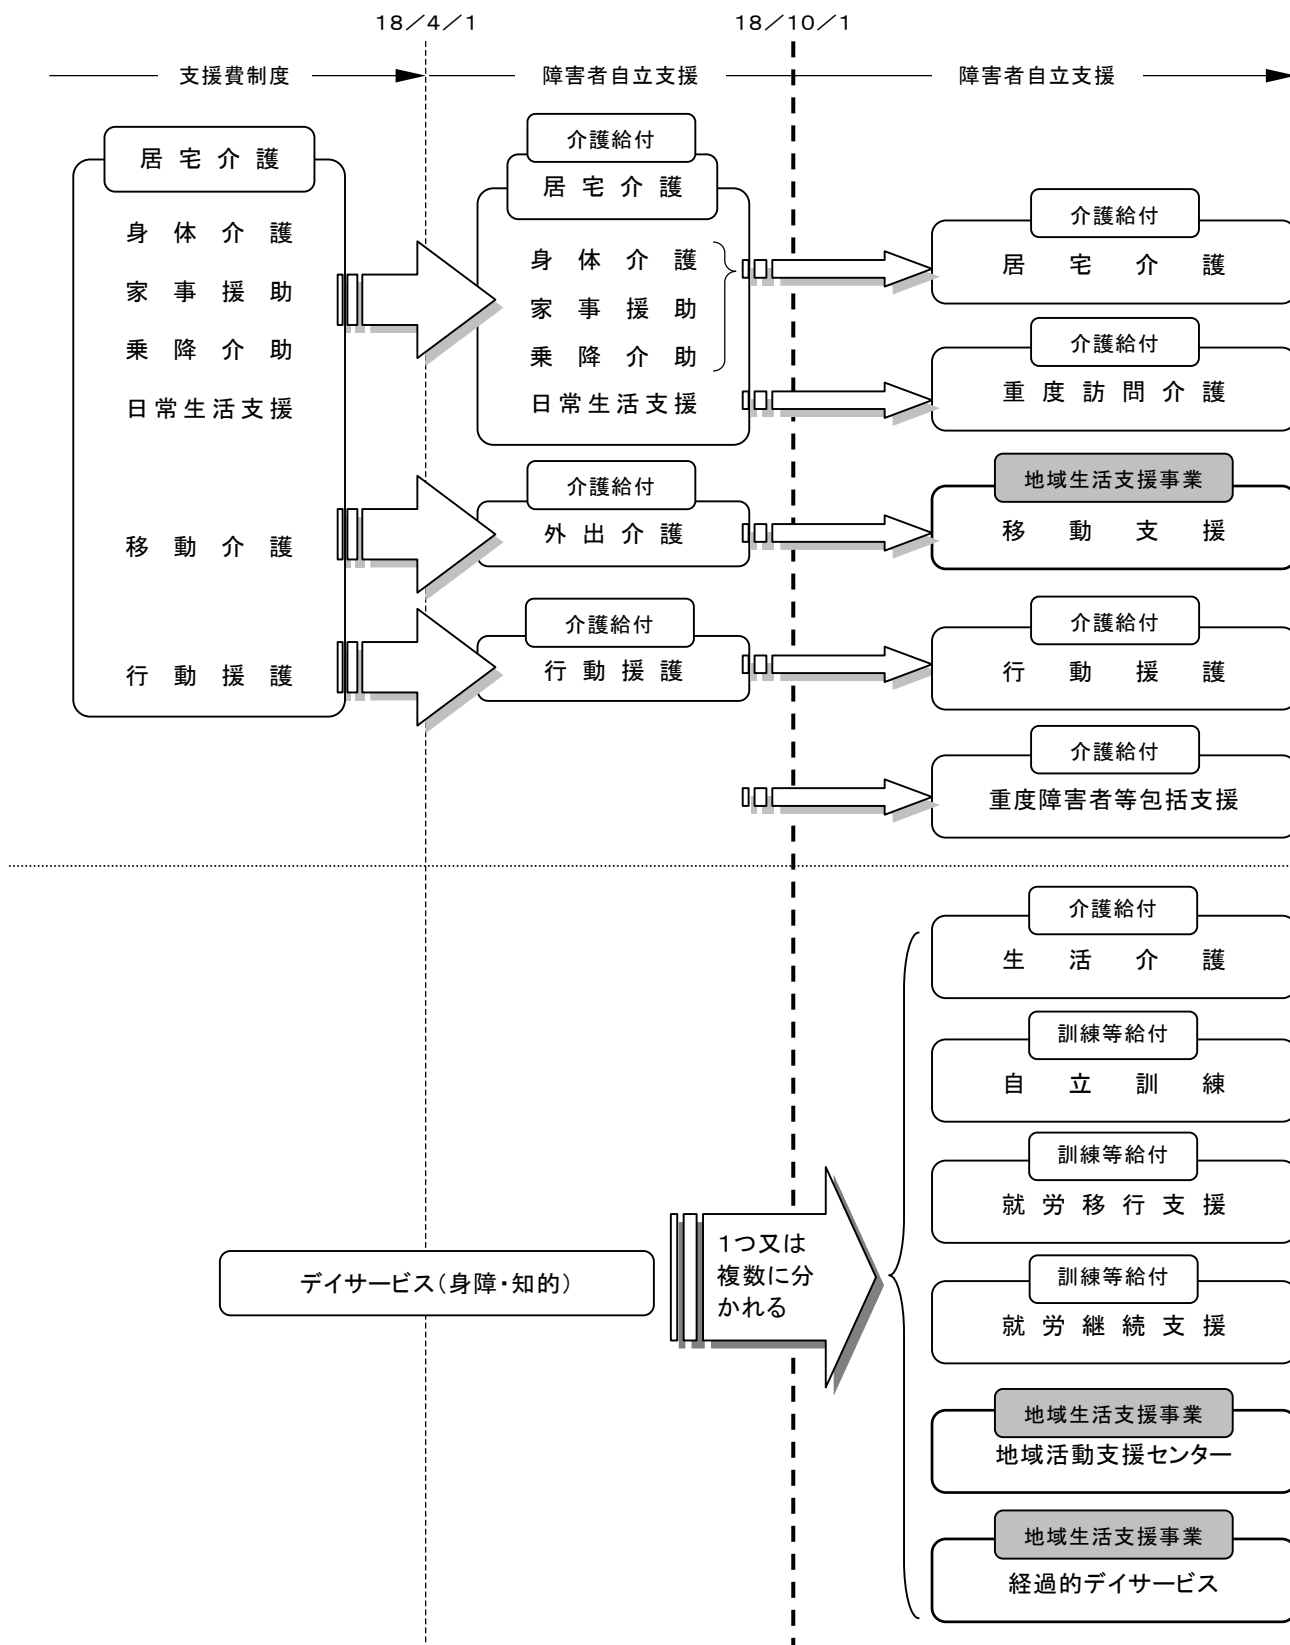 18／4／1
18／10／1
支援費制度
障害者自立支援
障害者自立支援
居宅介護
身体介護
家事援助
乗降介助
日常生活支援
移動介護
行動援護
介護給付
居宅介護
身体介護
家事援助
乗降介助
日常生活支援
介護給付
外出介護
介護給付
行動援護
介護給付
居宅介護
介護給付
重度訪問介護
地域生活支援事業
移動支援
介護給付
行動援護
介護給付
重度障害者等包括支援
デイサービス（身障・知的）
1つ又は
複数に分
かれる
介護給付
生活介護
訓練等給付
自立訓練
訓練等給付
就労移行支援
訓練等給付
就労継続支援
地域生活支援事業
地域活動支援センター
地域生活支援事業
経過的デイサービス